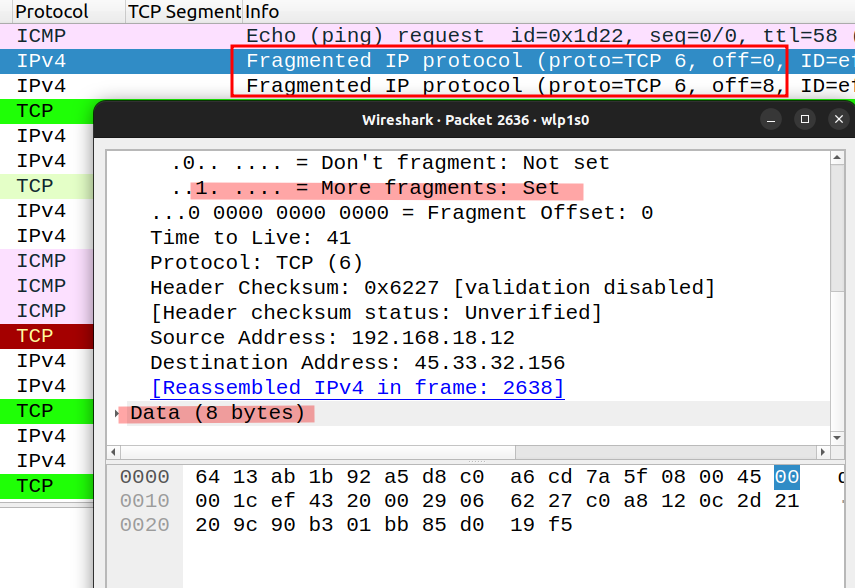 Protocol TCP Segment Info
ICMP Echo (ping) request id=0x1d22, seq=0/0, ttl=58 (
IPv4 Fragmented IP protocol (proto=TCP 6, off=0, ID=ef
IPv4 Fragmented IP protocol (proto=TCP 6, off=8, ID=ef
TCP
IPv4
IPv4
TCP
IPv4
IPv4
ICMP
ICMP
ICMP
TCP
IPv4
IPv4
TCP
IPv4
IPv4
TCP
Wireshark · Packet 2636 · wlp1s0
.0.. .... = Don't fragment: Not set
..1. .... = More fragments: Set
...0 0000 0000 0000 = Fragment Offset: 0
Time to Live: 41
Protocol: TCP (6)
Header Checksum: 0x6227 [validation disabled]
[Header checksum status: Unverified]
Source Address: 192.168.18.12
Destination Address: 45.33.32.156
[Reassembled IPv4 in frame: 2638]
Data (8 bytes)
0000 64 13 ab 1b 92 a5 d8 c0 a6 cd 7a 5f 08 00 45 00
0010 00 1c ef 43 20 00 29 06 62 27 c0 a8 12 0c 2d 21
0020 20 9c 90 b3 01 bb 85 d0 19 f5